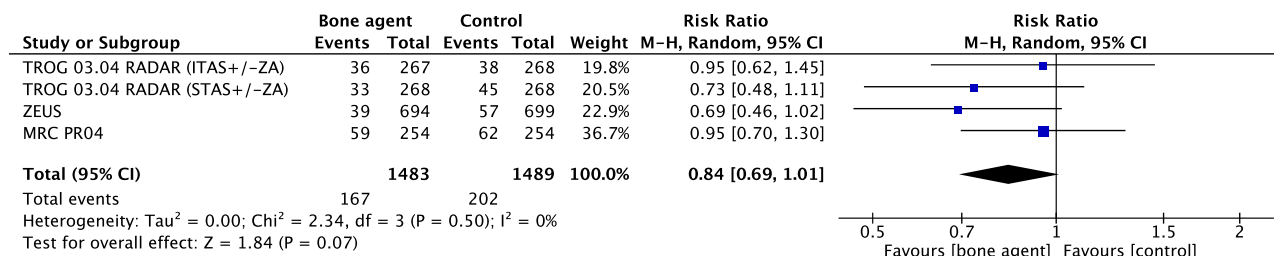 Bone agent Control Risk Ratio Risk Ratio
Study or Subgroup Events Total Events Total Weight M-H, Random, 95% CI M-H, Random, 95% CI
TROG 03.04 RADAR (ITAS+/-ZA) 36 267 38 268 19.8% 0.95 [0.62, 1.45]
TROG 03.04 RADAR (STAS+/-ZA) 33 268 45 268 20.5% 0.73 [0.48, 1.11]
ZEUS 39 694 57 699 22.9% 0.69 [0.46, 1.02]
MRC PR04 59 254 62 254 36.7% 0.95 [0.70, 1.30]
Total (95% CI) 1483 1489 100.0% 0.84 [0.69, 1.01]
Total events 167 202
Heterogeneity: Tau² = 0.00; Chi² = 2.34, df = 3 (P = 0.50); I² = 0%
Test for overall effect: Z = 1.84 (P = 0.07)
0.5 0.7 1 1.5 2
Favours [bone agent] Favours [control]